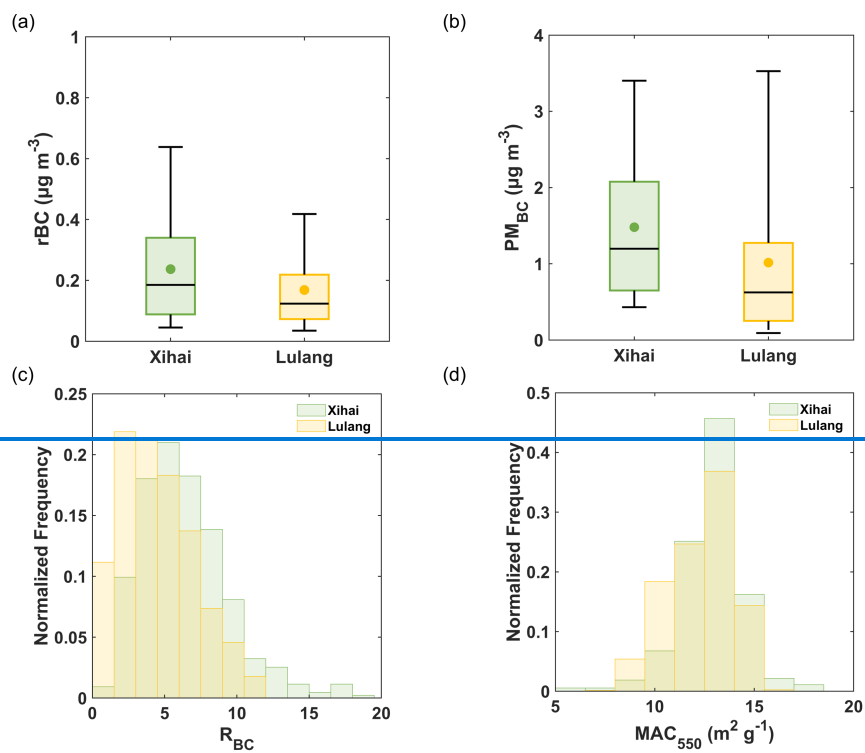 (a)
1
0.8
0.6
0.4
0.2
0
rBC (µg m-3)
Xihai
Lulang
(b)
4
3
2
1
0
PMBC (µg m-3)
Xihai
Lulang
(c)
0.25
0.2
0.15
0.1
0.05
0
Normalized Frequency
Xihai
Lulang
0 5 10 15 20
RBC
(d)
0.5
0.4
0.3
0.2
0.1
0
Normalized Frequency
Xihai
Lulang
5 10 15 20
MAC550 (m2 g-1)